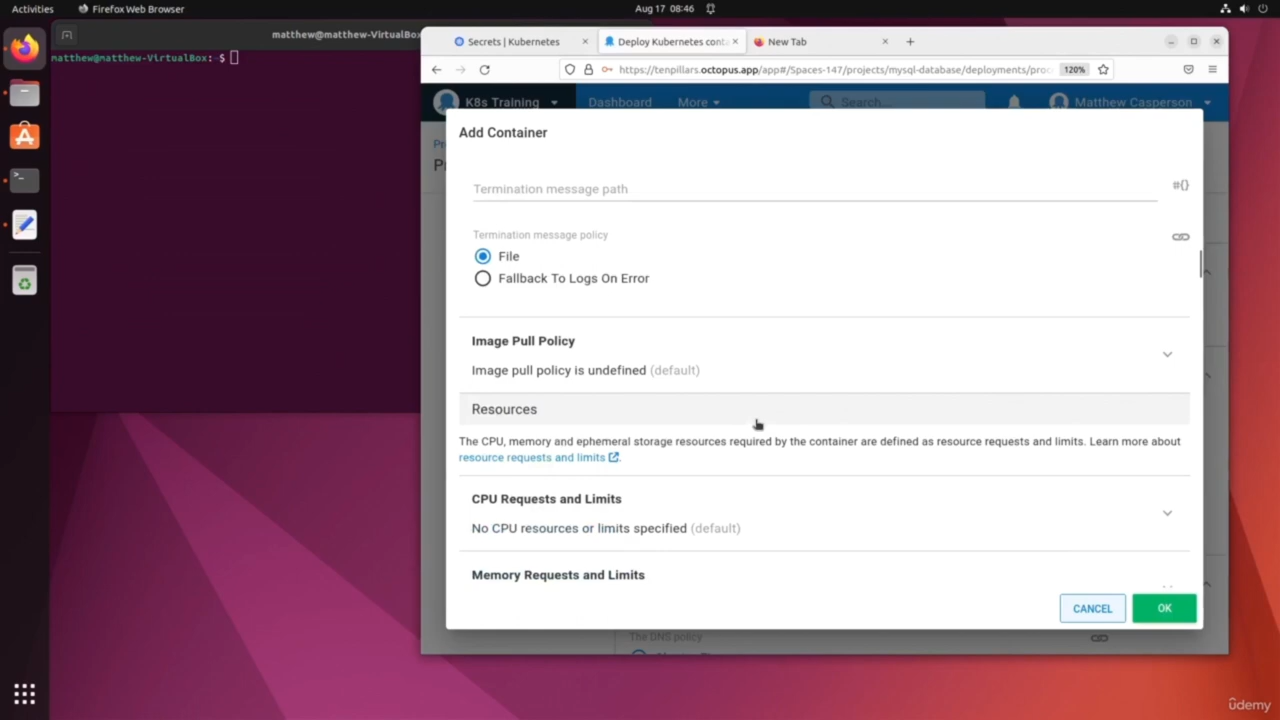 Activities
Firefox Web Browser
Aug 17 08:46
matthew@matthew-VirtualBox:
matthew@matthew-VirtualBox:~$
Secrets | Kubernetes
Deploy Kubernetes cont
New Tab
https://tenpillars.octopus.app/app#/Spaces-147/projects/mysql-database/deployments/proc
120%
K8s Training
Dashboard
More
Search...
Matthew Casperson
Add Container
Termination message path
#{}
Termination message policy
File
Fallback To Logs On Error
Image Pull Policy
Image pull policy is undefined (default)
Resources
The CPU, memory and ephemeral storage resources required by the container are defined as resource requests and limits. Learn more about
resource requests and limits.
CPU Requests and Limits
No CPU resources or limits specified (default)
Memory Requests and Limits
CANCEL
OK
The DNS policy
ûdemy